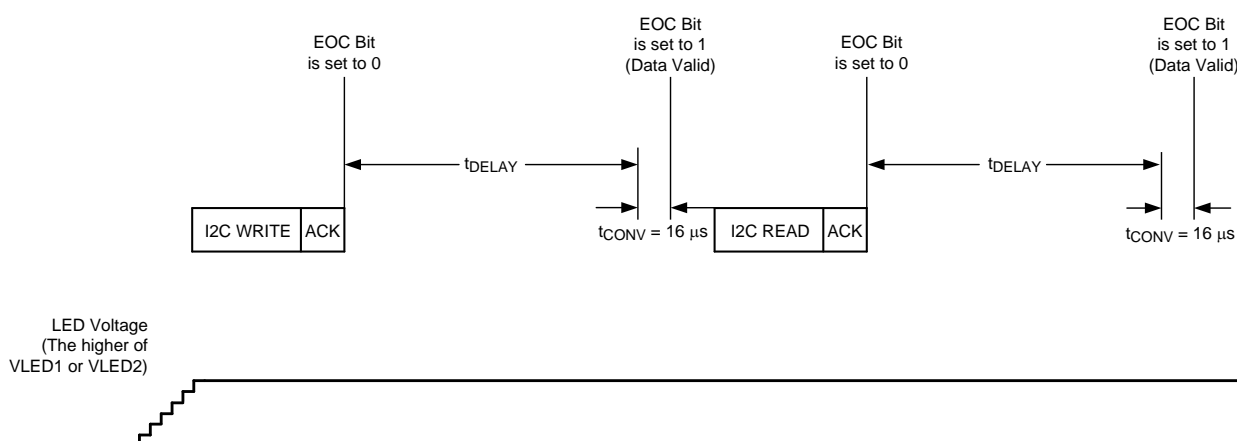 EOC Bit
is set to 0
EOC Bit
is set to 1
(Data Valid)
EOC Bit
is set to 0
EOC Bit
is set to 1
(Data Valid)
tDELAY
tDELAY
I2C WRITE ACK
tCONV = 16 μs
I2C READ ACK
tCONV = 16 μs
LED Voltage
(The higher of
VLED1 or VLED2)